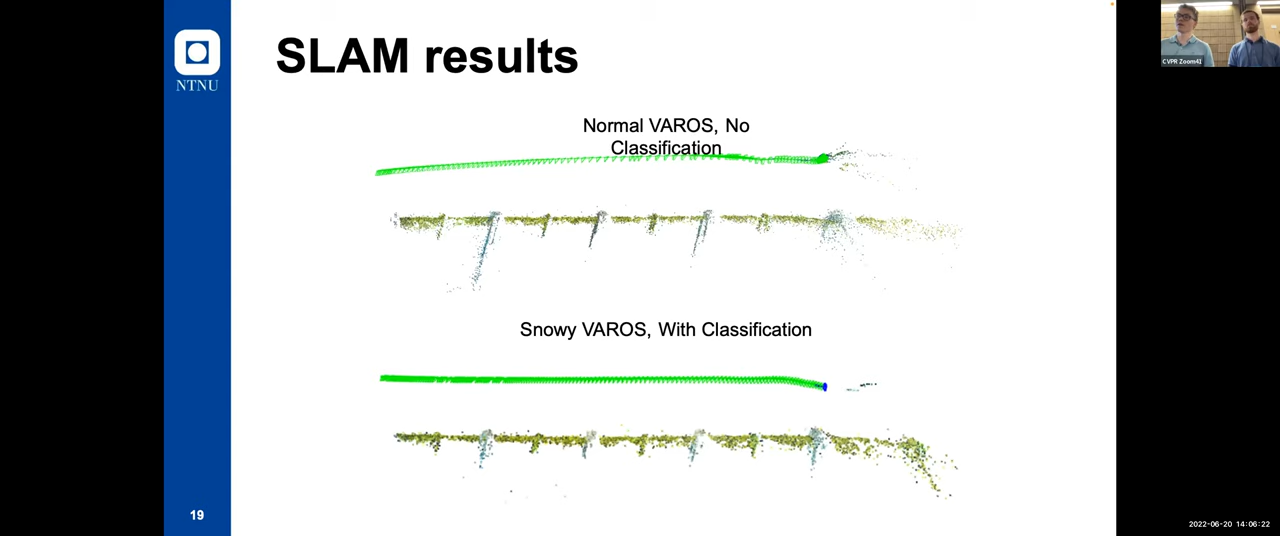 SLAM results
NTNU
Normal VAROS, No
Classification
Snowy VAROS, With Classification
19
CVPR Zoom41
2022-06-20 14:06:22